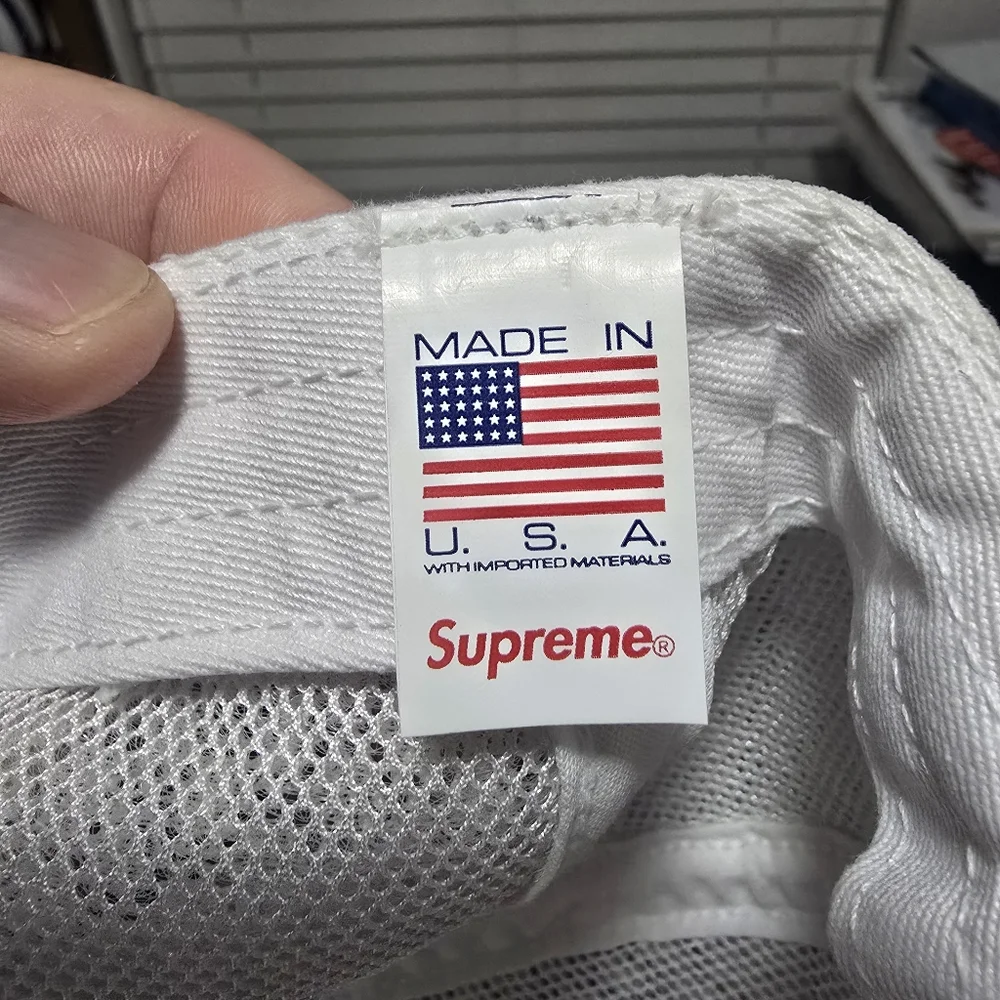 MADE IN
U. S. A.
WITH IMPORTED MATERIALS
Supreme®